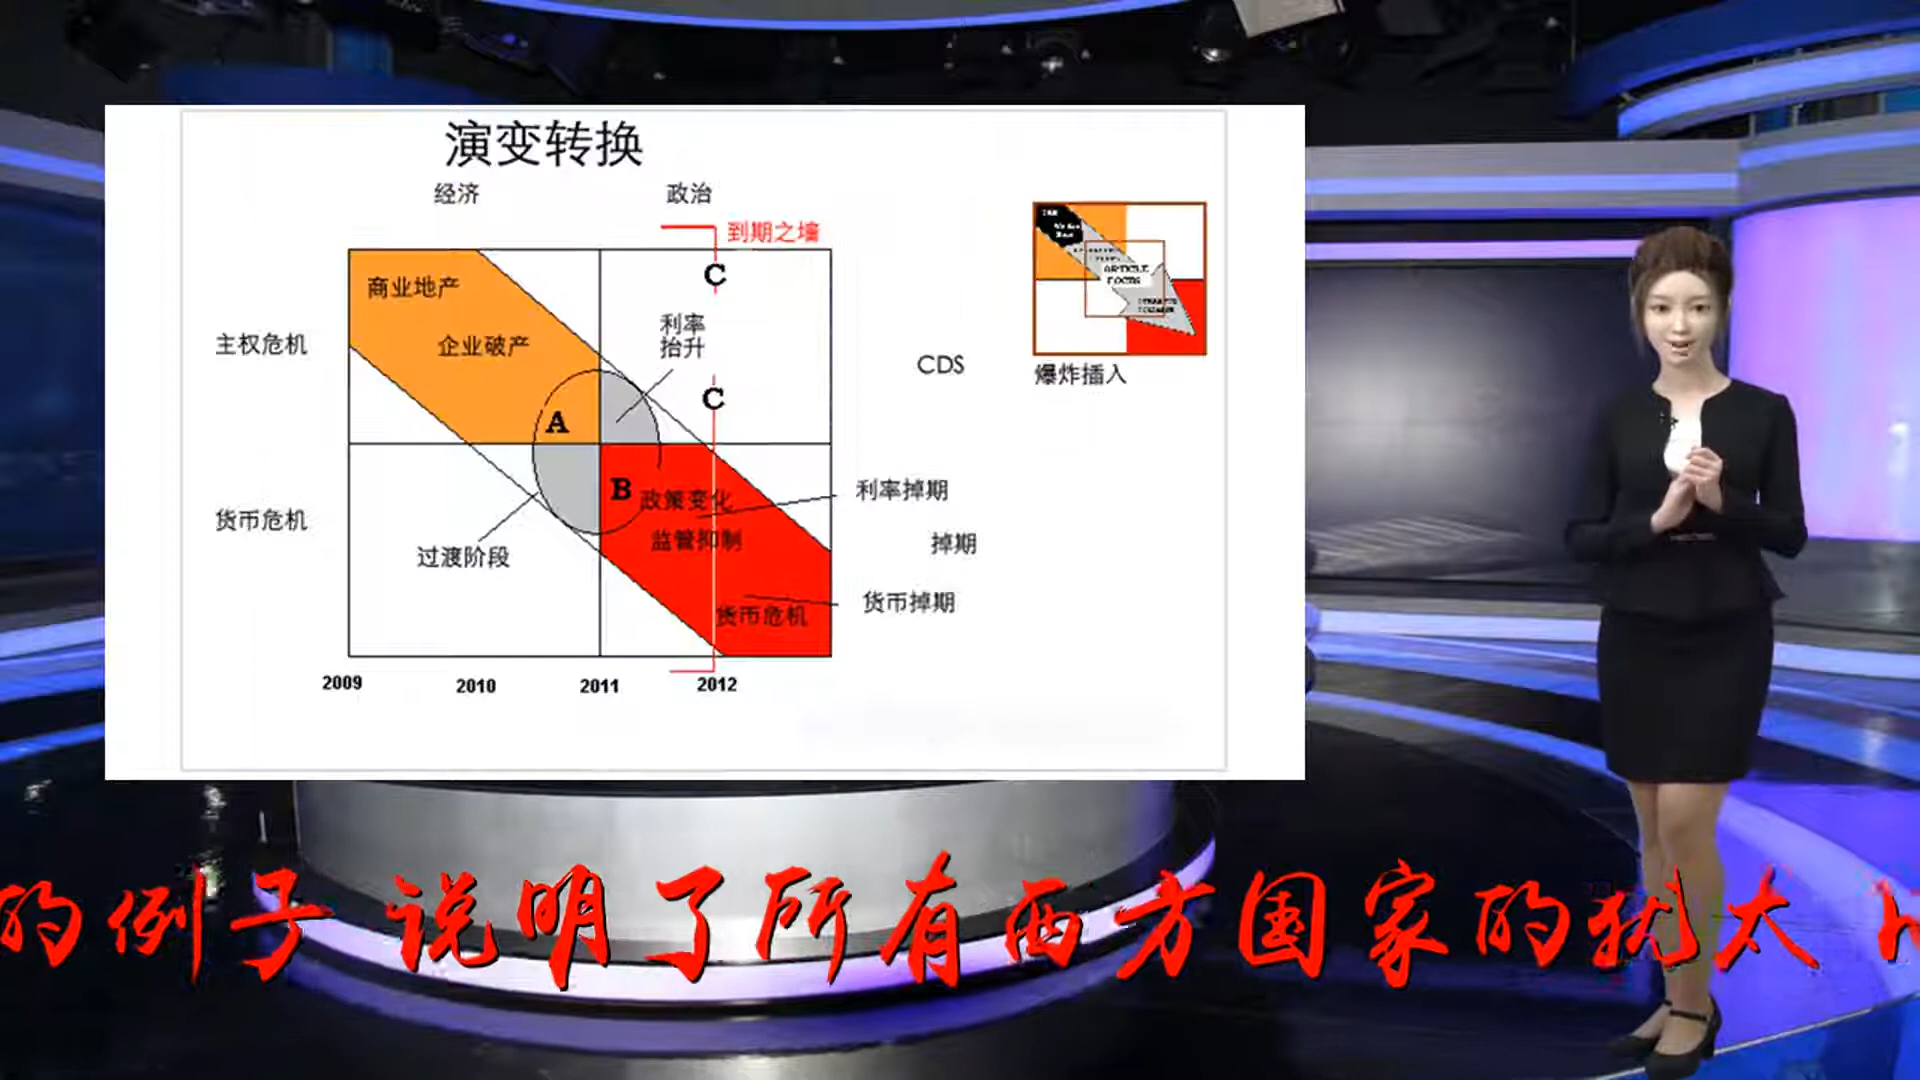 演变转换
经济
政治
到期之墙
C
商业地产
利率
抬升
主权危机
企业破产
CDS
爆炸插入
ARTICLE
FOCUS
C
A
B
政策变化
利率掉期
货币危机
监管抑制
掉期
过渡阶段
货币掉期
货币危机
2009
2010
2011
2012
的例子 说明了所有西方国家的犹太